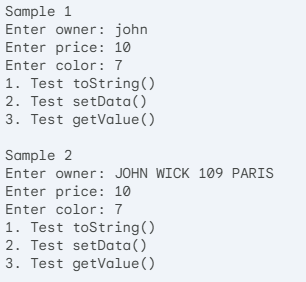 Sample 1
Enter owner: john
Enter price: 10
Enter color: 7
1. Test toString()
2. Test setData()
3. Test getValue()
Sample 2
Enter owner: JOHN WICK 109 PARIS
Enter price: 10
Enter color: 7
1. Test toString()
2. Test setData()
3. Test getValue()